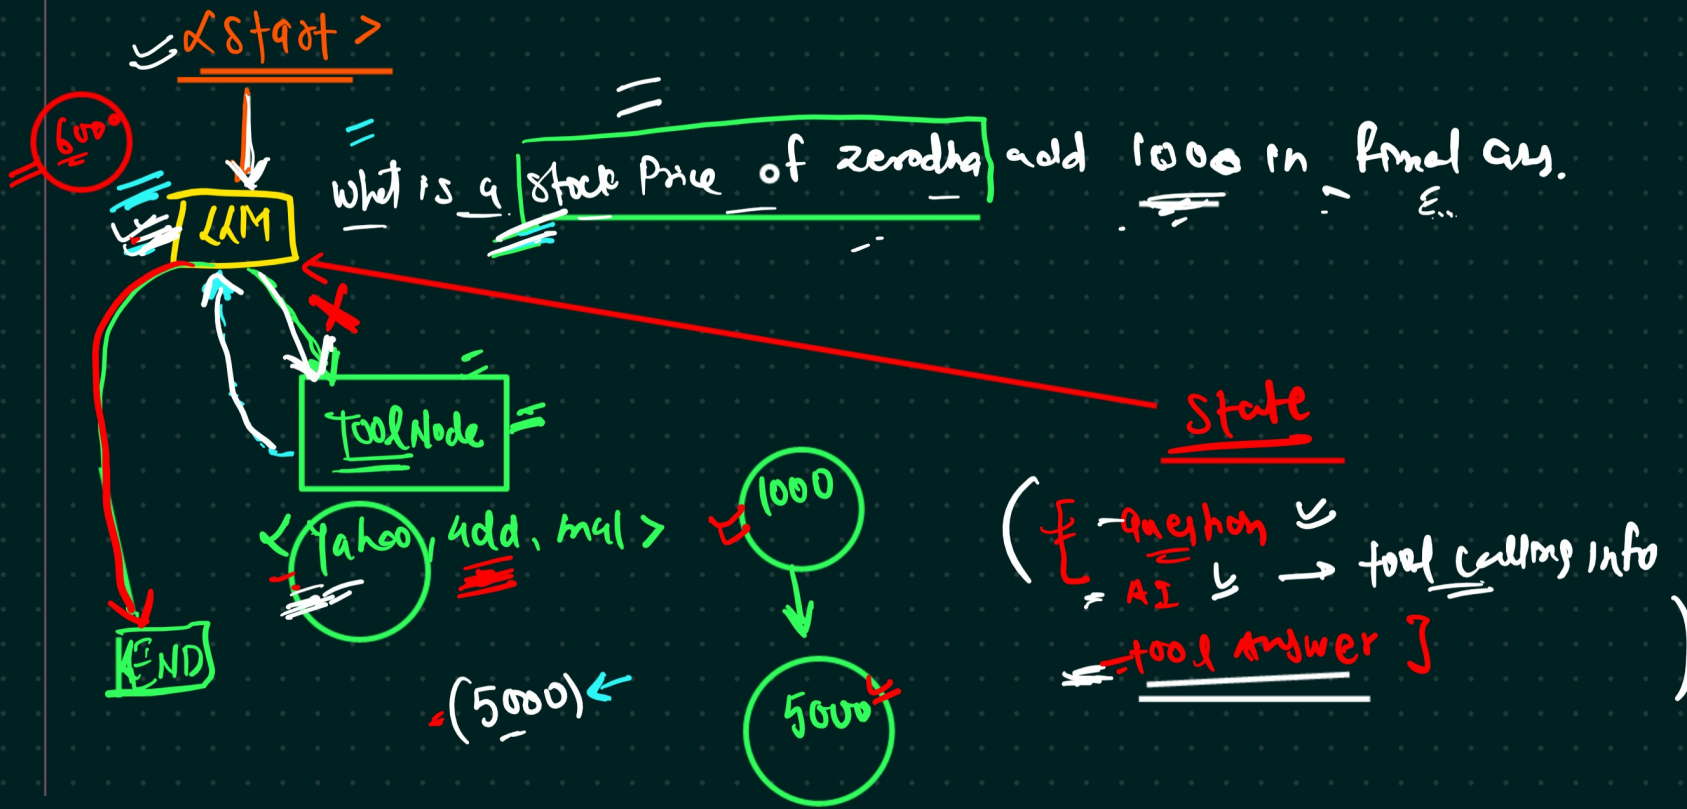 <Start>
600
LLM
What is a stock Price of zerodha add 1000 in final ans.
ToolNode
State
1000
< yahoo, add, mul >
[ - question
- AI → tool calling info
- tool Answer ]
END
(5000)
5000